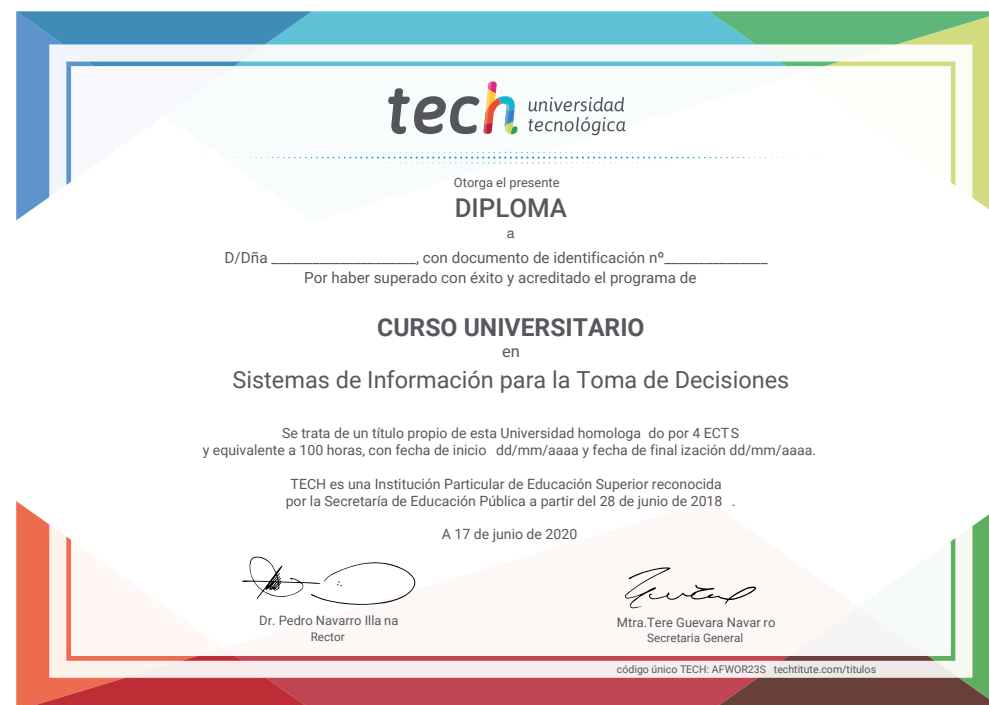 tech universidad
tecnológica
Otorga el presente
DIPLOMA
a
D/Dña ____________________, con documento de identificación nº______________
Por haber superado con éxito y acreditado el programa de
CURSO UNIVERSITARIO
en
Sistemas de Información para la Toma de Decisiones
Se trata de un título propio de esta Universidad homologa do por 4 ECTS
y equivalente a 100 horas, con fecha de inicio dd/mm/aaaa y fecha de final ización dd/mm/aaaa.
TECH es una Institución Particular de Educación Superior reconocida
por la Secretaría de Educación Pública a partir del 28 de junio de 2018 .
A 17 de junio de 2020
Dr. Pedro Navarro Illa na
Rector
Mtra.Tere Guevara Navar ro
Secretaria General
código único TECH: AFWOR23S techtitute.com/titulos